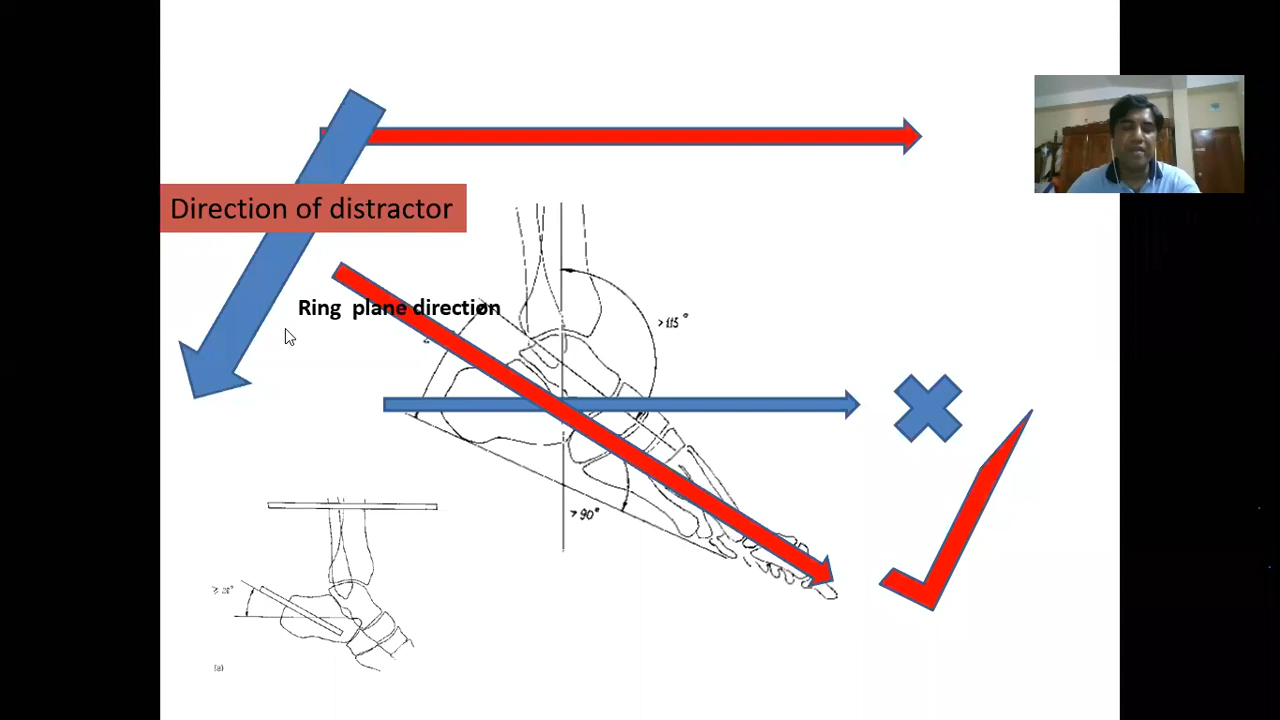 Direction of distractor
Ring plane direction
>115°
>90°
(a)